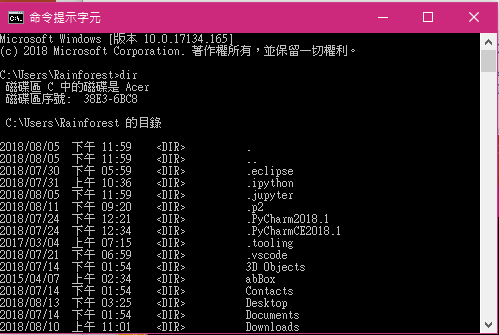 命令提示字元
Microsoft Windows [版本 10.0.17134.165]
(c) 2018 Microsoft Corporation. 著作權所有，並保留一切權利。
C:\Users\Rainforest>dir
磁碟區 C 中的磁碟是 Acer
磁碟區序號:  38E3-6BC8
C:\Users\Rainforest 的目錄
2018/08/05  下午 11:59    <DIR>          .
2018/08/05  下午 11:59    <DIR>          ..
2018/07/30  下午 05:59    <DIR>          .eclipse
2018/07/31  上午 10:36    <DIR>          .ipython
2018/08/05  下午 11:59    <DIR>          .jupyter
2018/08/11  下午 09:20    <DIR>          .p2
2018/07/24  下午 12:21    <DIR>          .PyCharm2018.1
2018/07/24  下午 12:34    <DIR>          .PyCharmCE2018.1
2017/03/04  上午 07:15    <DIR>          .tooling
2018/07/21  下午 06:59    <DIR>          .vscode
2018/07/14  下午 01:54    <DIR>          3D Objects
2015/04/07  上午 02:34    <DIR>          abBox
2018/07/14  下午 01:54    <DIR>          Contacts
2018/08/13  下午 03:25    <DIR>          Desktop
2018/07/14  下午 01:54    <DIR>          Documents
2018/08/10  下午 11:01    <DIR>          Downloads